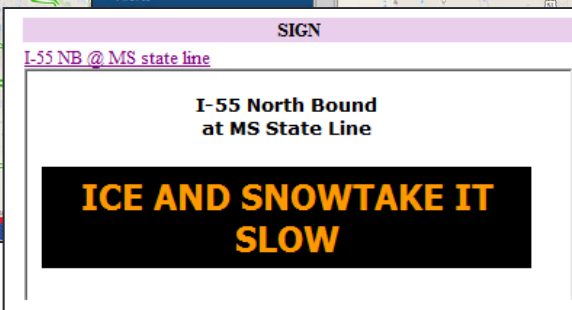 SIGN
I-55 NB @ MS state line
I-55 North Bound
at MS State Line
ICE AND SNOWTAKE IT
SLOW